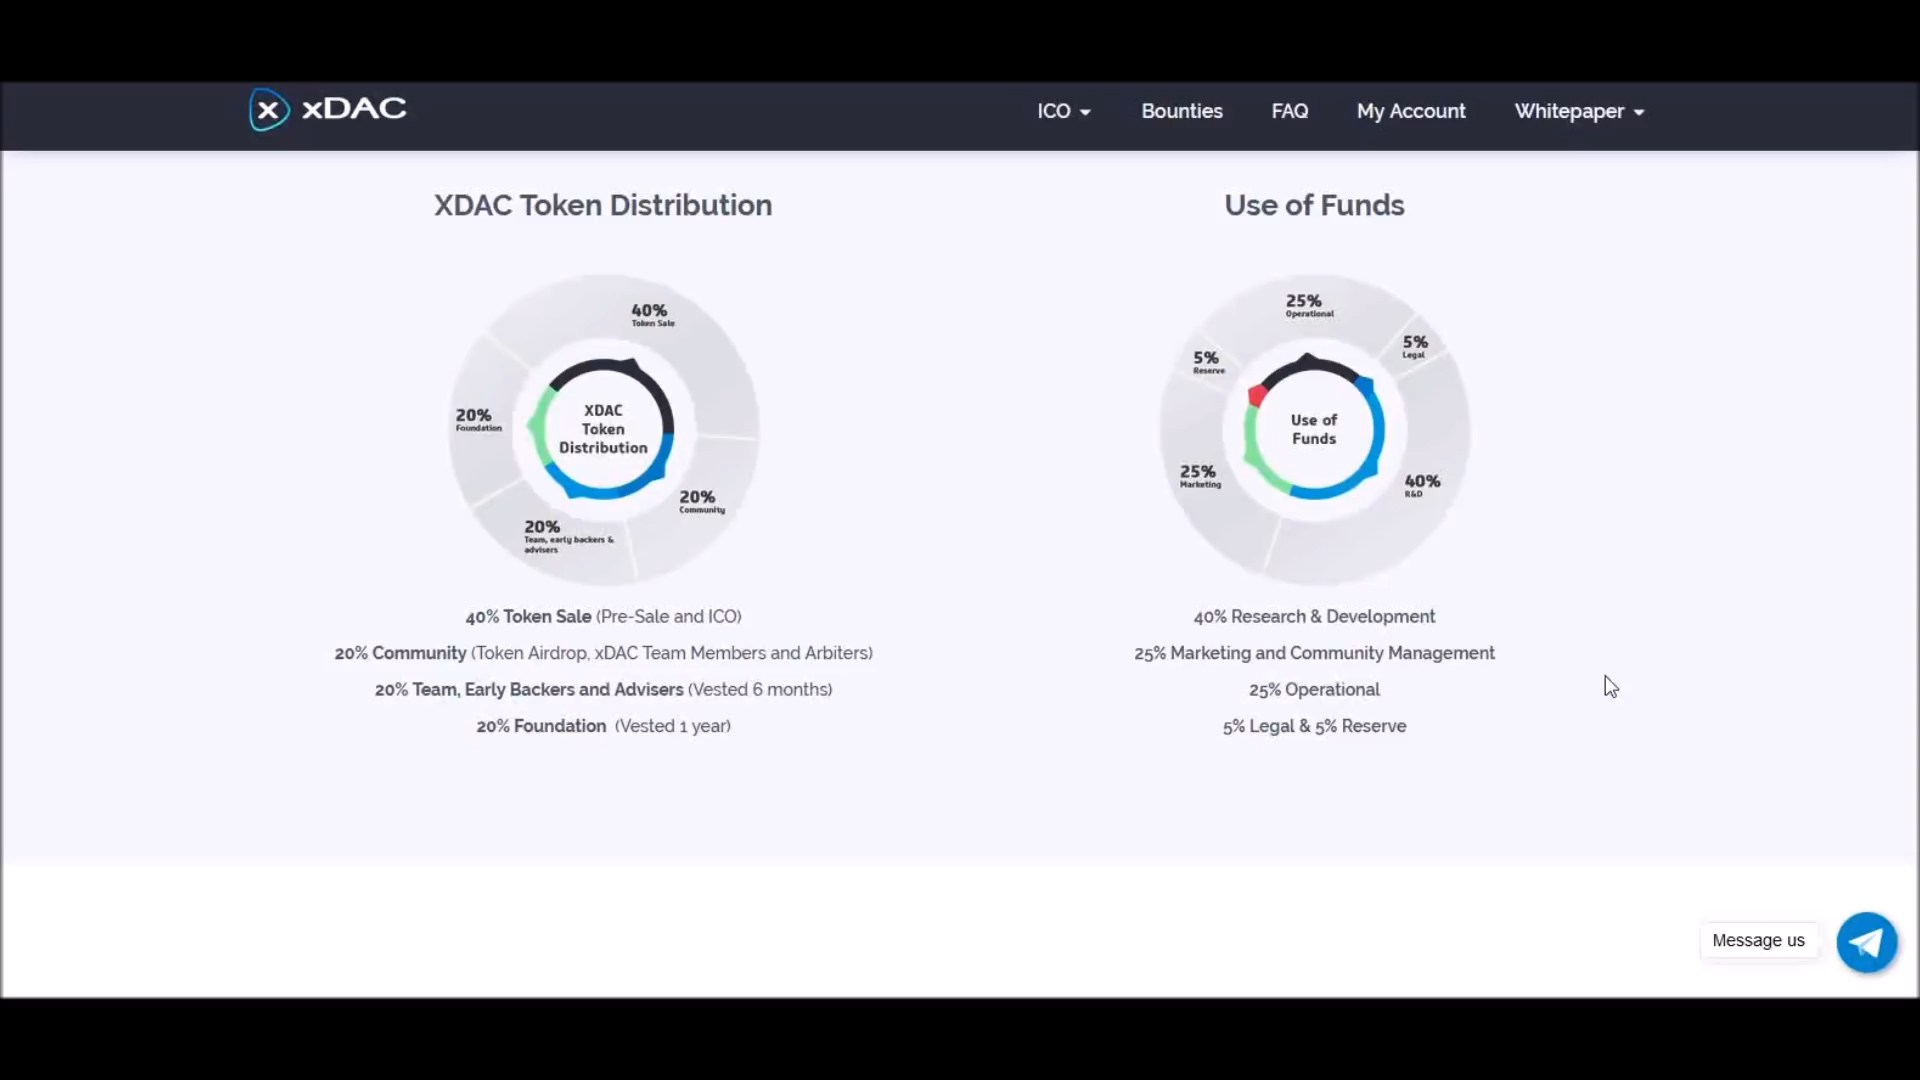 xDAC
ICO
Bounties
FAQ
My Account
Whitepaper
XDAC Token Distribution
40%
Token Sale
20%
Foundation
XDAC
Token
Distribution
20%
Community
20%
Team, early backers &
advisers
40% Token Sale (Pre-Sale and ICO)
20% Community (Token Airdrop, xDAC Team Members and Arbiters)
20% Team, Early Backers and Advisers (Vested 6 months)
20% Foundation (Vested 1 year)
Use of Funds
25%
Operational
5%
Legal
5%
Reserve
Use of
Funds
25%
Marketing
40%
R&D
40% Research & Development
25% Marketing and Community Management
25% Operational
5% Legal & 5% Reserve
Message us